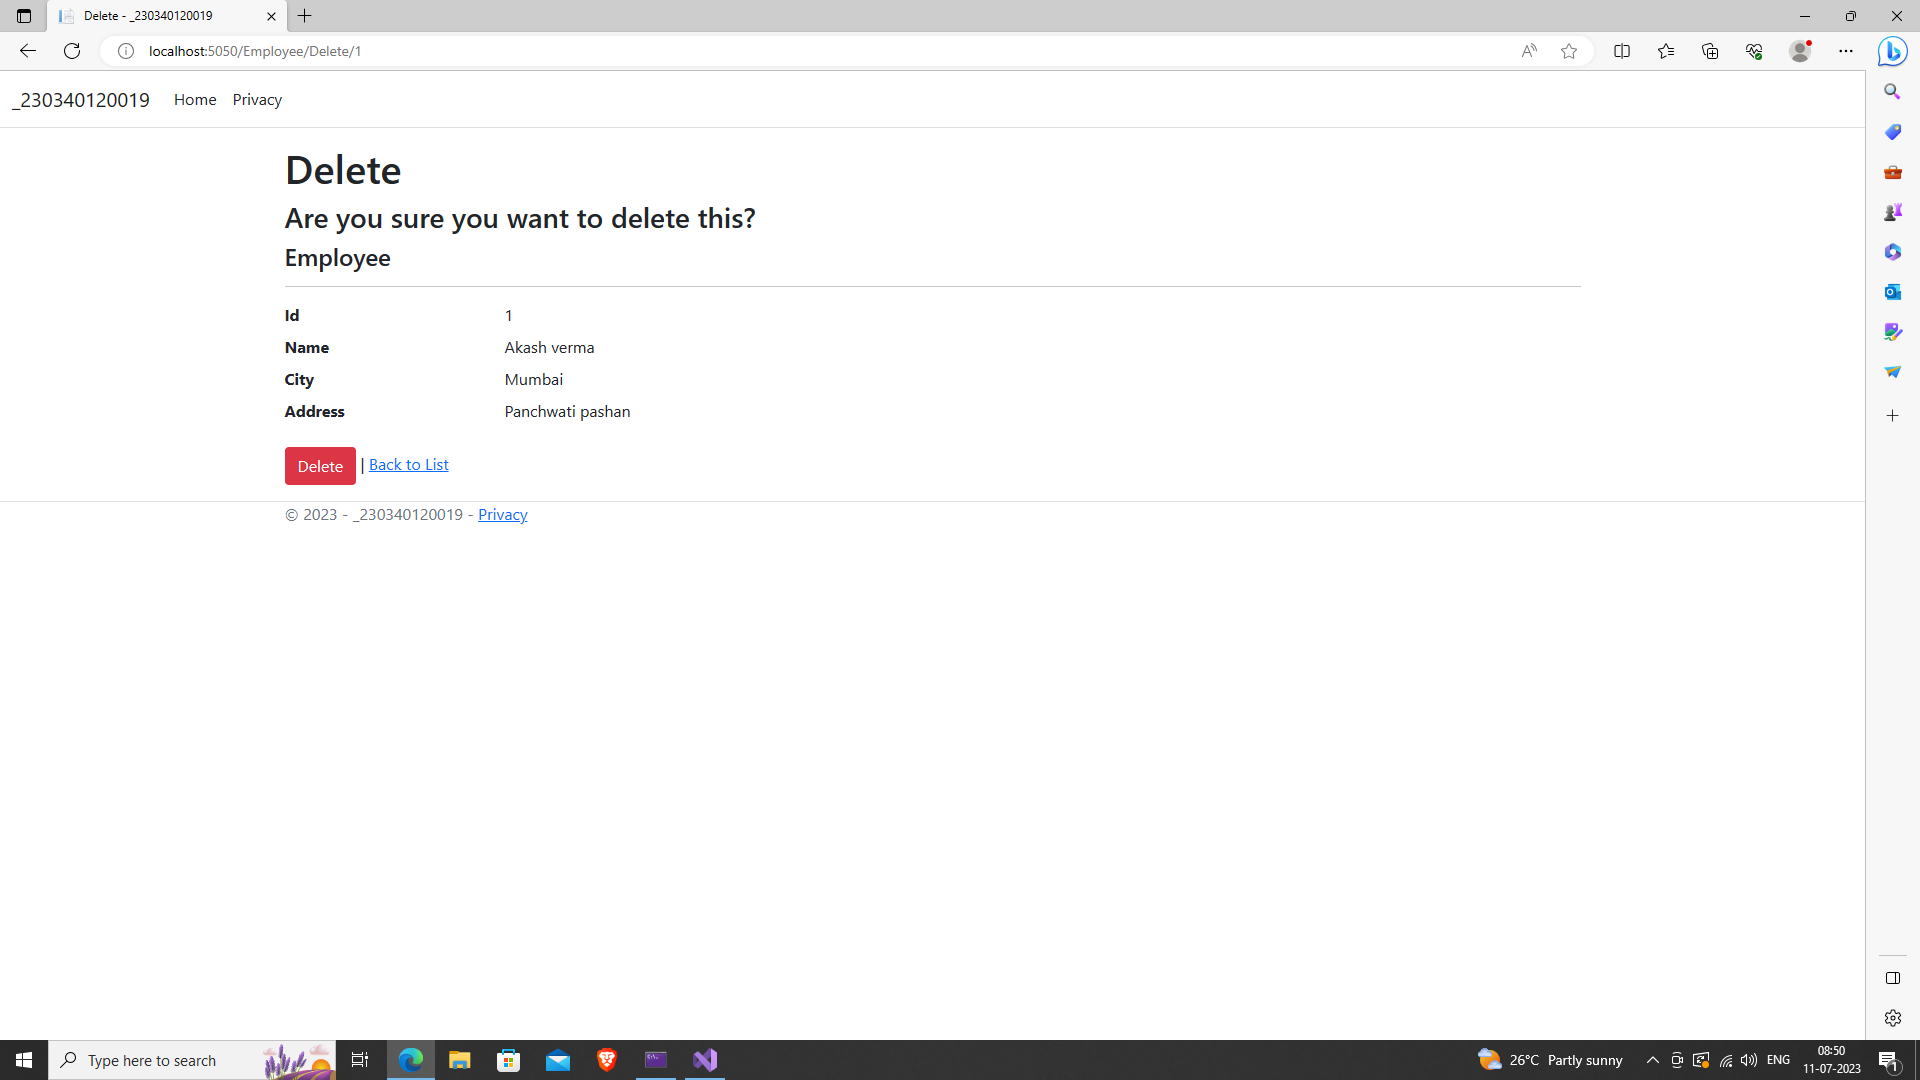 Delete - _230340120019
localhost:5050/Employee/Delete/1
_230340120019 Home Privacy
Delete
Are you sure you want to delete this?
Employee
Id 1
Name Akash verma
City Mumbai
Address Panchwati pashan
Delete | Back to List
© 2023 - _230340120019 - Privacy
Type here to search
26°C Partly sunny
ENG
08:50
11-07-2023
1